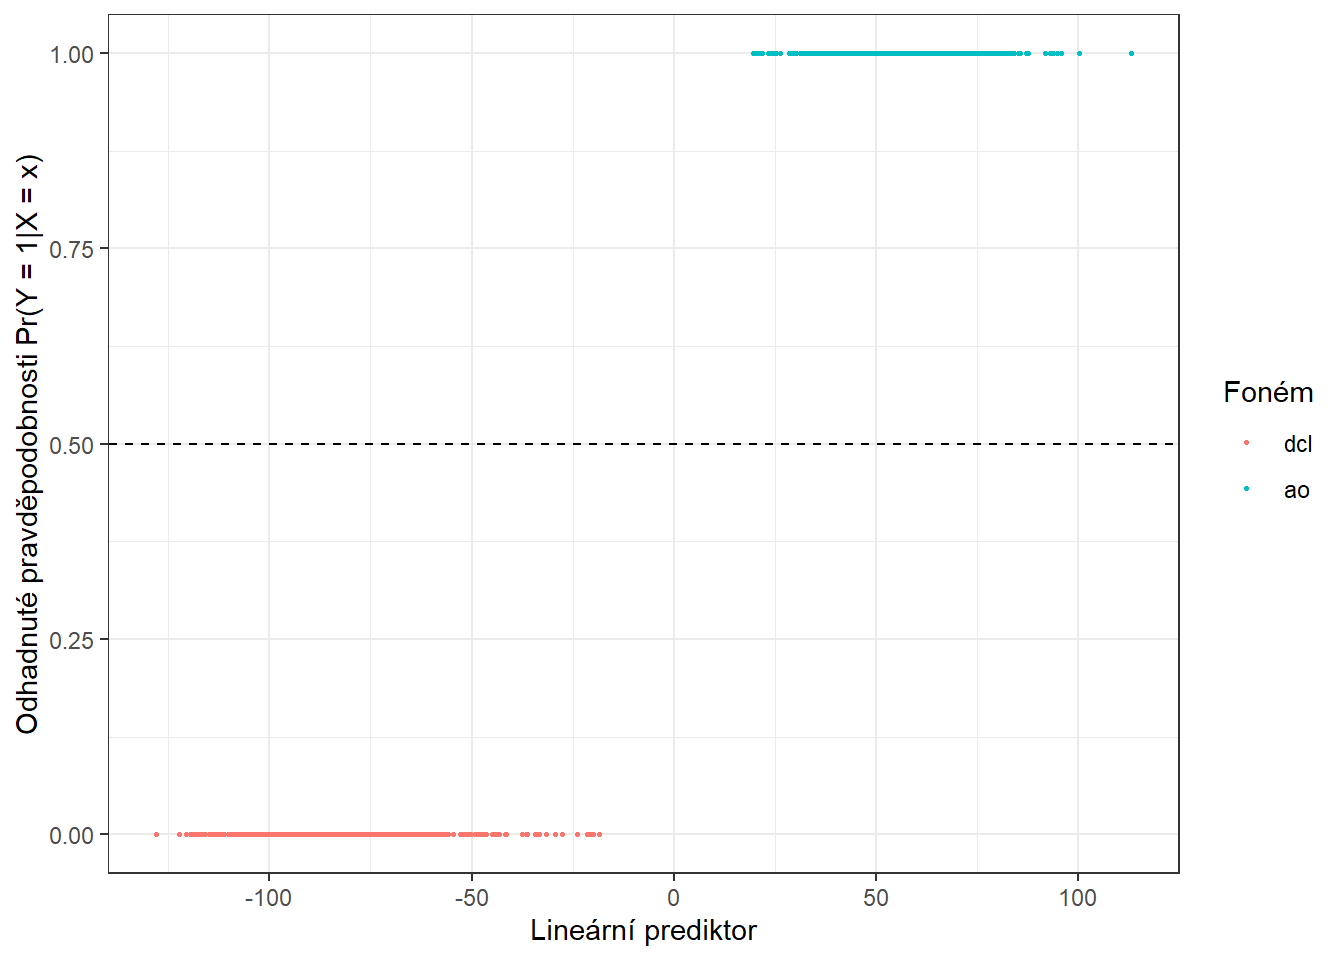 1.00
0.75
0.50
0.25
0.00
Odhadnuté pravděpodobnosti Pr(Y = 1|X = x)
-100
-50
0
50
100
Lineární prediktor
Foném
dcl
ao